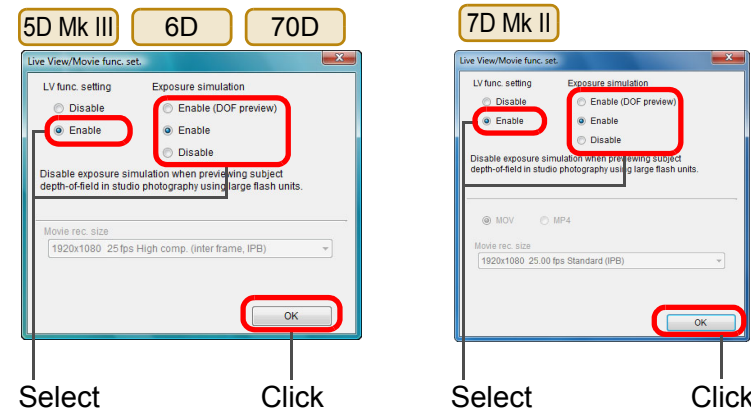 5D Mk III 6D 70D
Live View/Movie func. set.
LV func. setting Exposure simulation
Disable Enable (DOF preview)
Enable Enable
Disable
Disable exposure simulation when previewing subject
depth-of-field in studio photography using large flash units.
Movie rec. size
1920x1080 25 fps High comp. (inter frame, IPB)
OK
Select Click
7D Mk II
Live View/Movie func. set.
LV func. setting Exposure simulation
Disable Enable (DOF preview)
Enable Enable
Disable
Disable exposure simulation when previewing subject
depth-of-field in studio photography using large flash units.
MOV MP4
Movie rec. size
1920x1080 25.00 fps Standard (IPB)
OK
Select Click